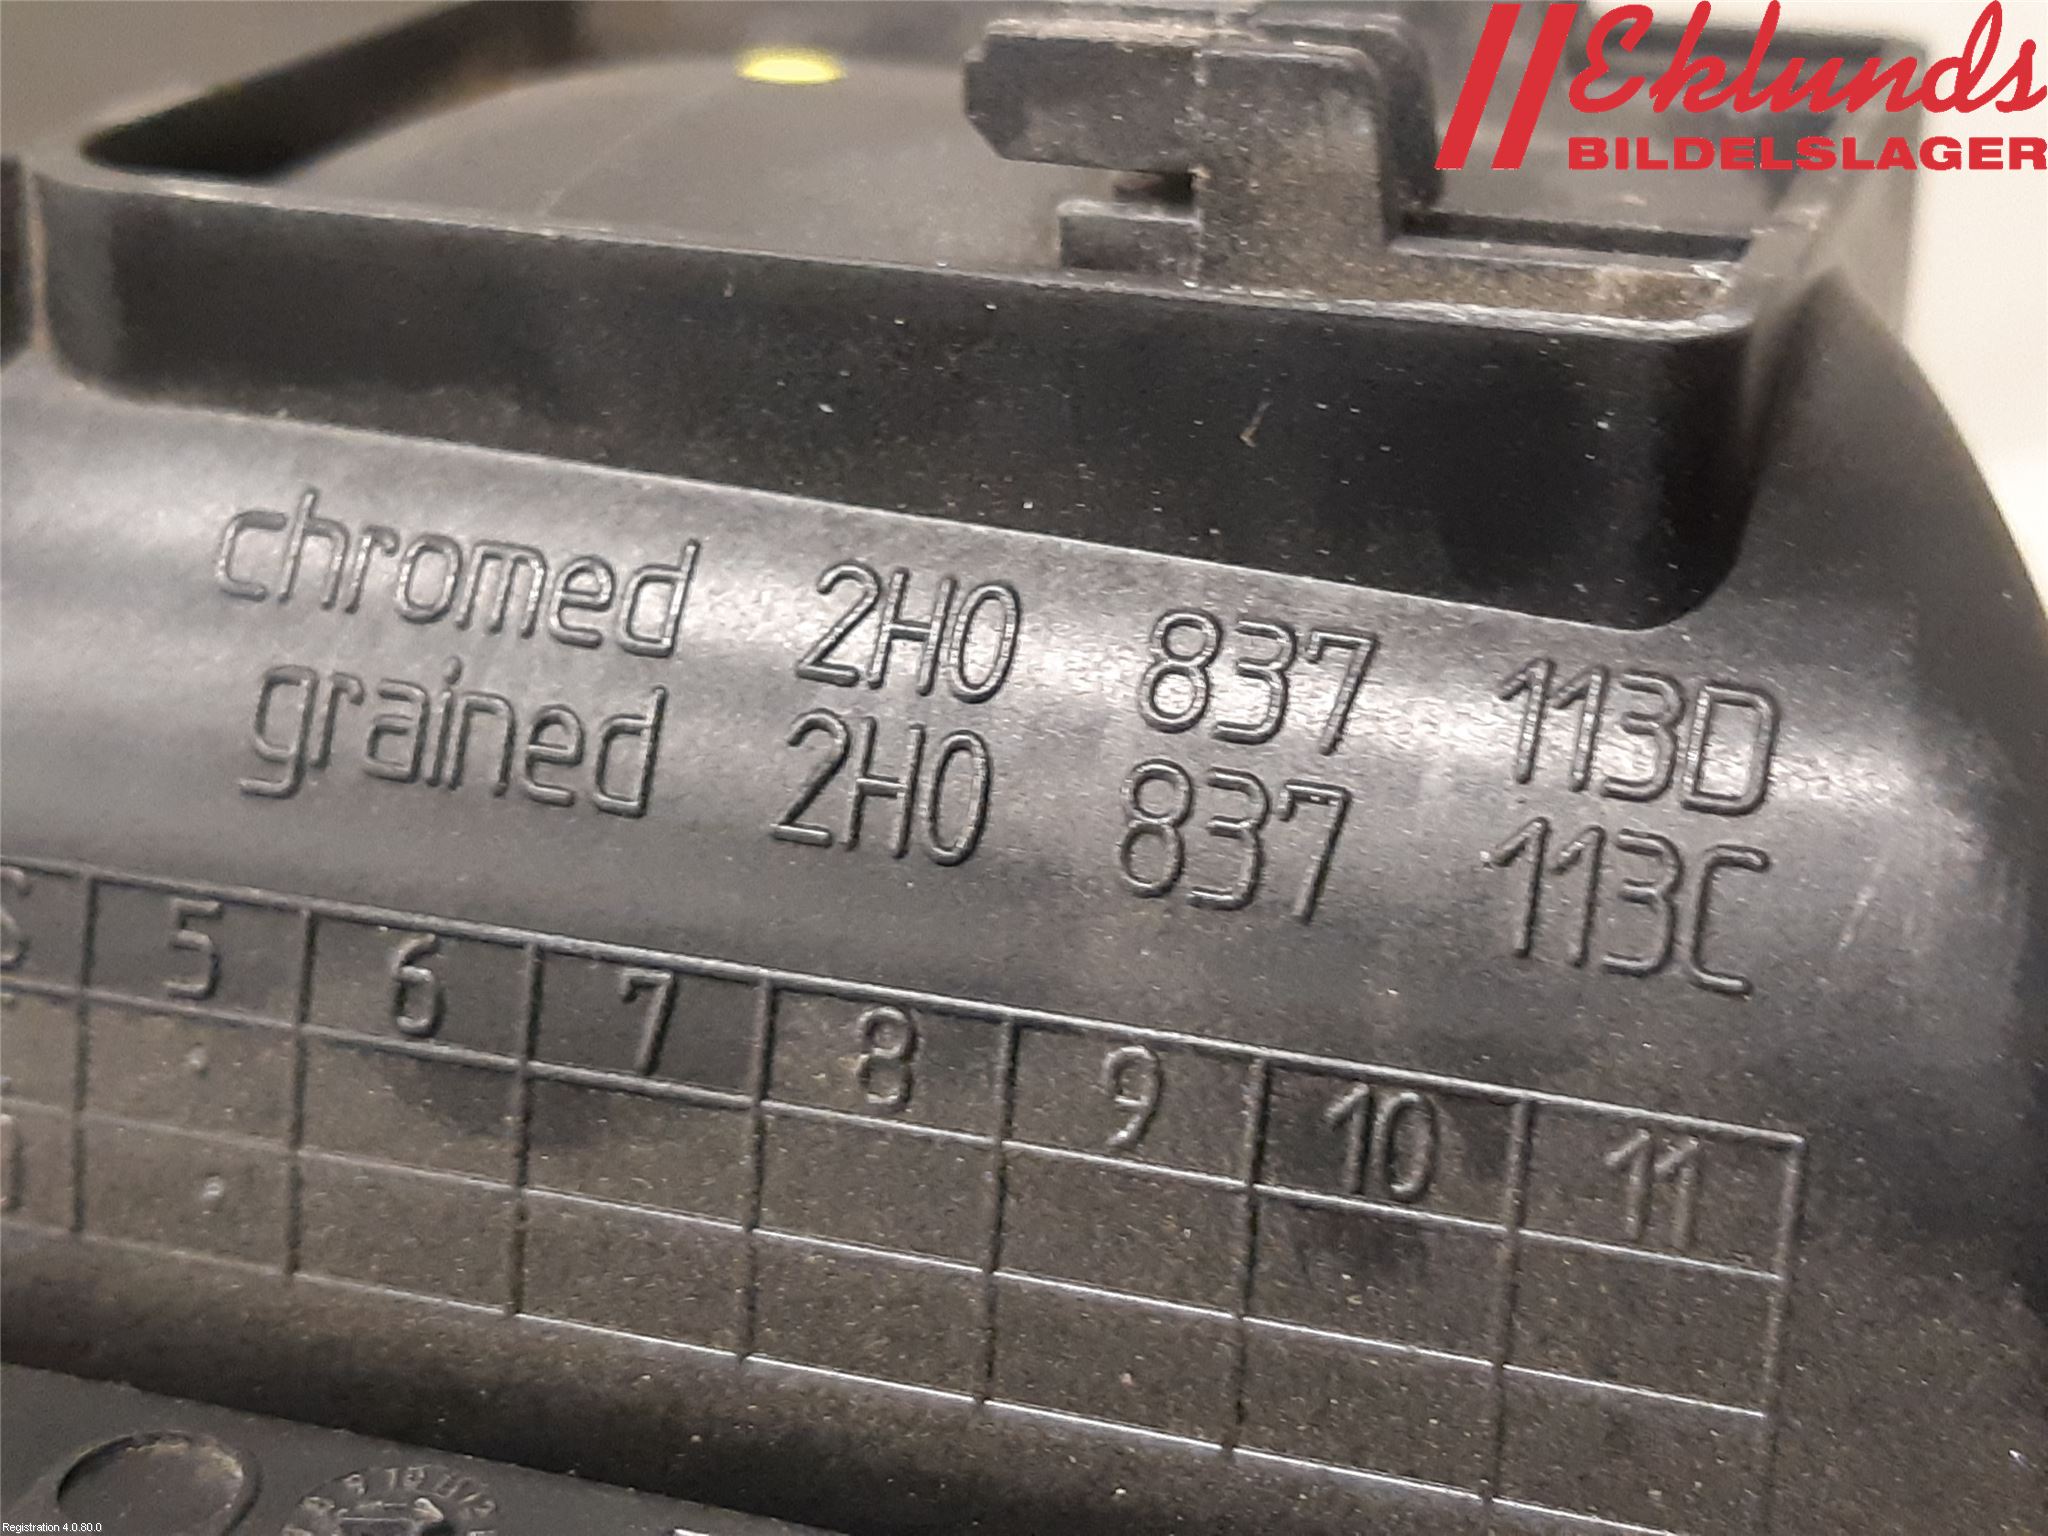 Eklunds
BILDELSLAGER
chromed 2H0 837 113D
grained 2H0 837 113C
5 6 7 8 9 10 11
Registration 4.0.80.0